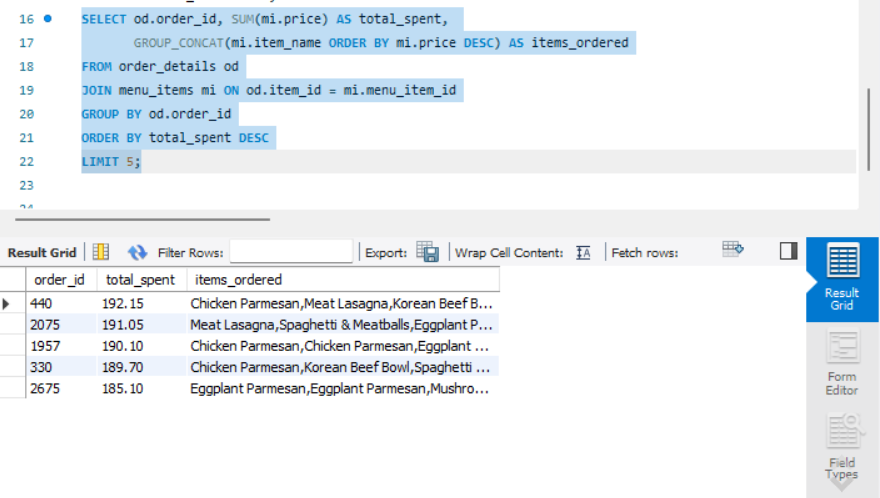 16 SELECT od.order_id, SUM(mi.price) AS total_spent,
17 GROUP_CONCAT(mi.item_name ORDER BY mi.price DESC) AS items_ordered
18 FROM order_details od
19 JOIN menu_items mi ON od.item_id = mi.menu_item_id
20 GROUP BY od.order_id
21 ORDER BY total_spent DESC
22 LIMIT 5;
23
24
Result Grid Filter Rows: Export: Wrap Cell Content: Fetch rows:
order_id total_spent items_ordered
440 192.15 Chicken Parmesan,Meat Lasagna,Korean Beef B...
2075 191.05 Meat Lasagna,Spaghetti & Meatballs,Eggplant P...
1957 190.10 Chicken Parmesan,Chicken Parmesan,Eggplant ...
330 189.70 Chicken Parmesan,Korean Beef Bowl,Spaghetti ...
2675 185.10 Eggplant Parmesan,Eggplant Parmesan,Mushro...
Result
Grid
Form
Editor
Field
Types